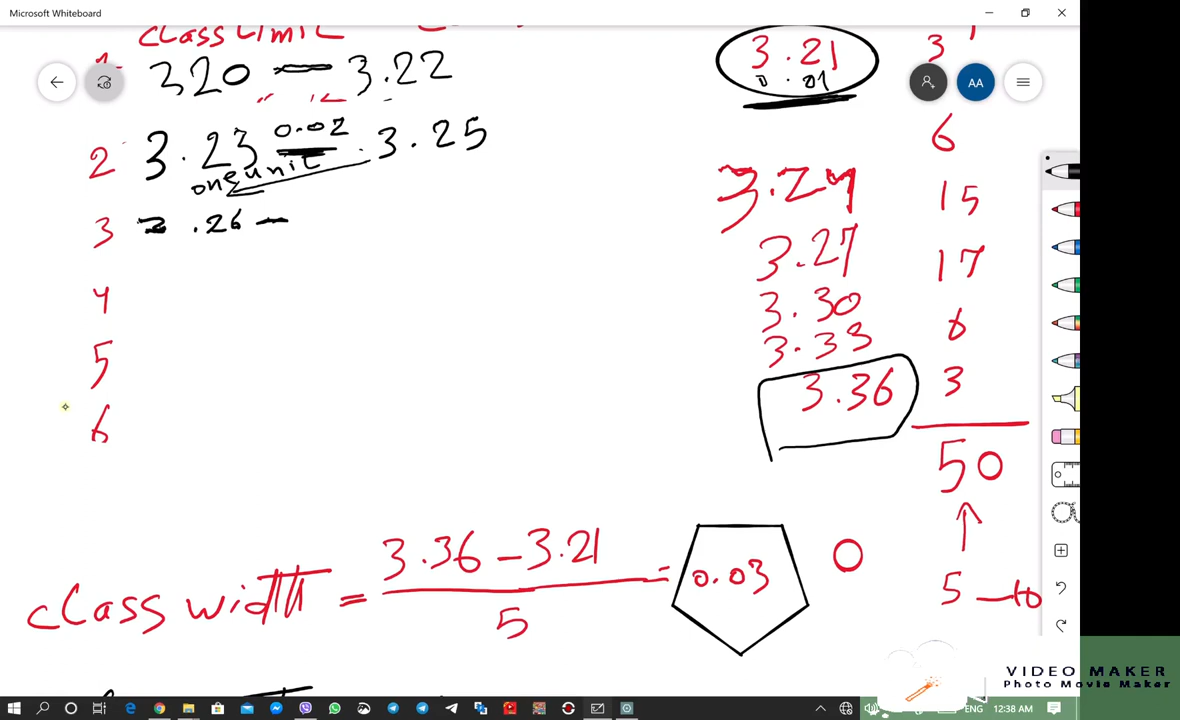 Microsoft Whiteboard
class Limit
320 — 3.22
2 3.23 0.02 3.25
one unit
3 .26 -
4
5
6
3.21 3
0.01
AA
6
3.24 15
3.27 17
3.30 6
3.33 3
3.36
50
5 to
class width = 3.36 - 3.21 = 0.03 0
5
VIDEO MAKER
Photo Movie Maker
ENG 12:38 AM